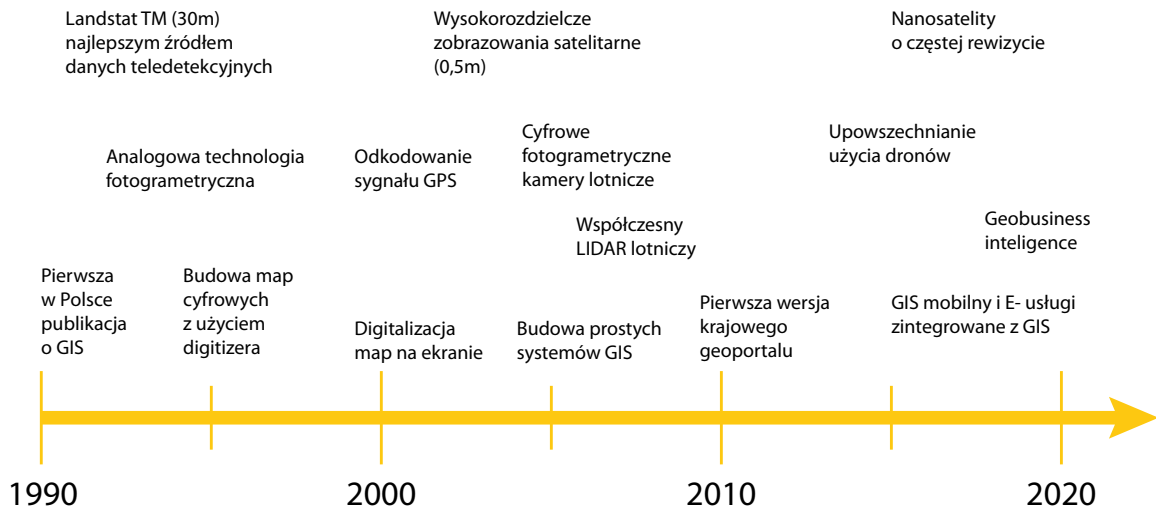 Landstat TM (30m)
najlepszym źródłem
danych teledetekcyjnych
Wysokorozdzielcze
zobrazowania satelitarne
(0,5m)
Nanosatelity
o częstej rewizycie
Analogowa technologia
fotogrametryczna
Odkodowanie
sygnału GPS
Cyfrowe
fotogrametryczne
kamery lotnicze
Upowszechnianie
użycia dronów
Współczesny
LIDAR lotniczy
Geobusiness
inteligence
Pierwsza
w Polsce
publikacja
o GIS
Budowa map
cyfrowych
z użyciem
digitizera
Digitalizacja
map na ekranie
Budowa prostych
systemów GIS
Pierwsza wersja
krajowego
geoportalu
GIS mobilny i E- usługi
zintegrowane z GIS
1990
2000
2010
2020